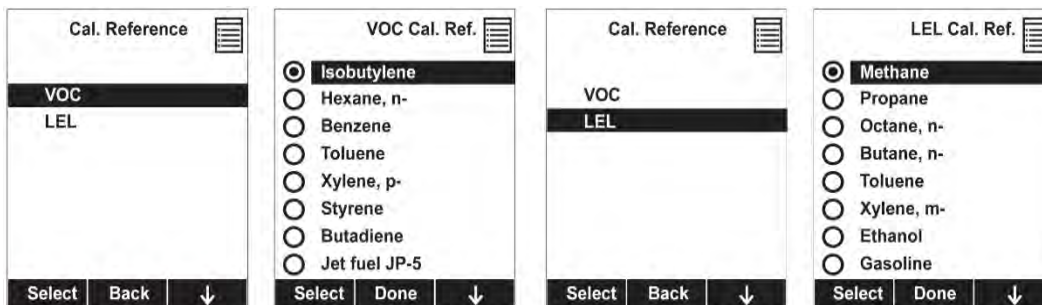 Cal. Reference
VOC
LEL
Select Back ↓
VOC Cal. Ref.
Isobutylene
Hexane, n-
Benzene
Toluene
Xylene, p-
Styrene
Butadiene
Jet fuel JP-5
Select Done ↓
Cal. Reference
VOC
LEL
Select Back ↓
LEL Cal. Ref.
Methane
Propane
Octane, n-
Butane, n-
Toluene
Xylene, m-
Ethanol
Gasoline
Select Done ↓